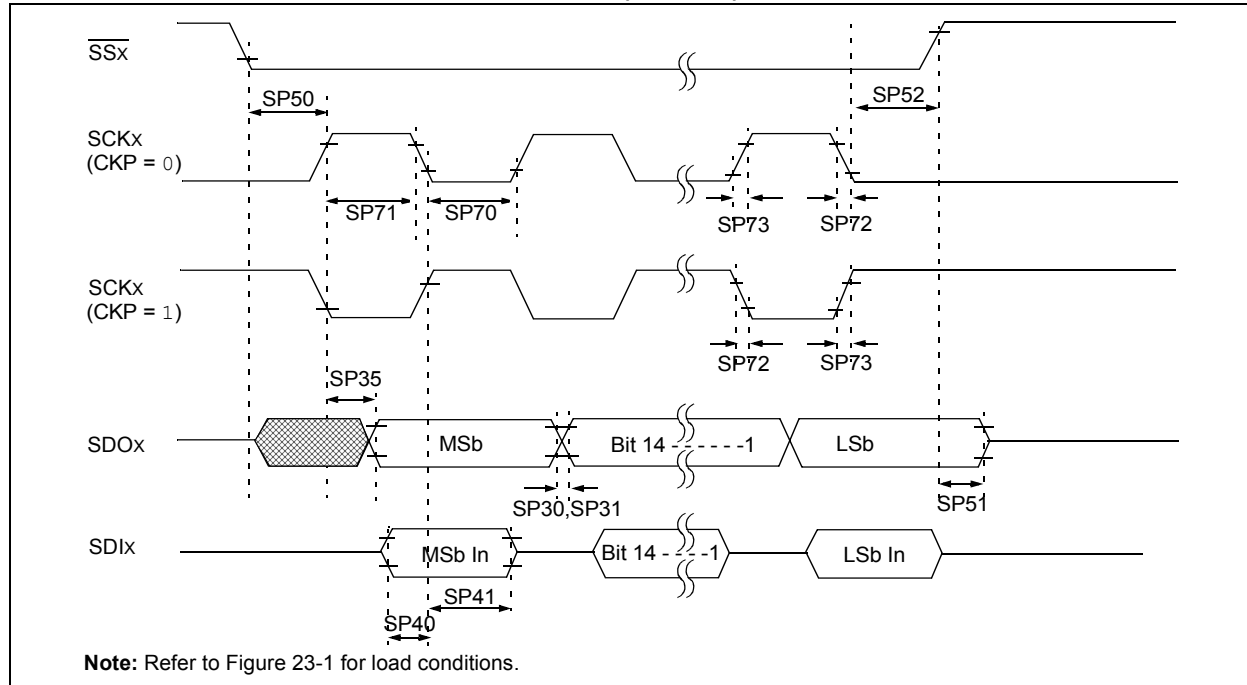 SSx
SP50
SP52
SCKx
(CKP = 0)
SP71
SP70
SP73
SP72
SCKx
(CKP = 1)
SP72
SP73
SP35
SDOx
MSb
Bit 14 - - - - - -1
LSb
SP30,SP31
SP51
SDIx
MSb In
Bit 14 - - - -1
LSb In
SP41
SP40
Note: Refer to Figure 23-1 for load conditions.